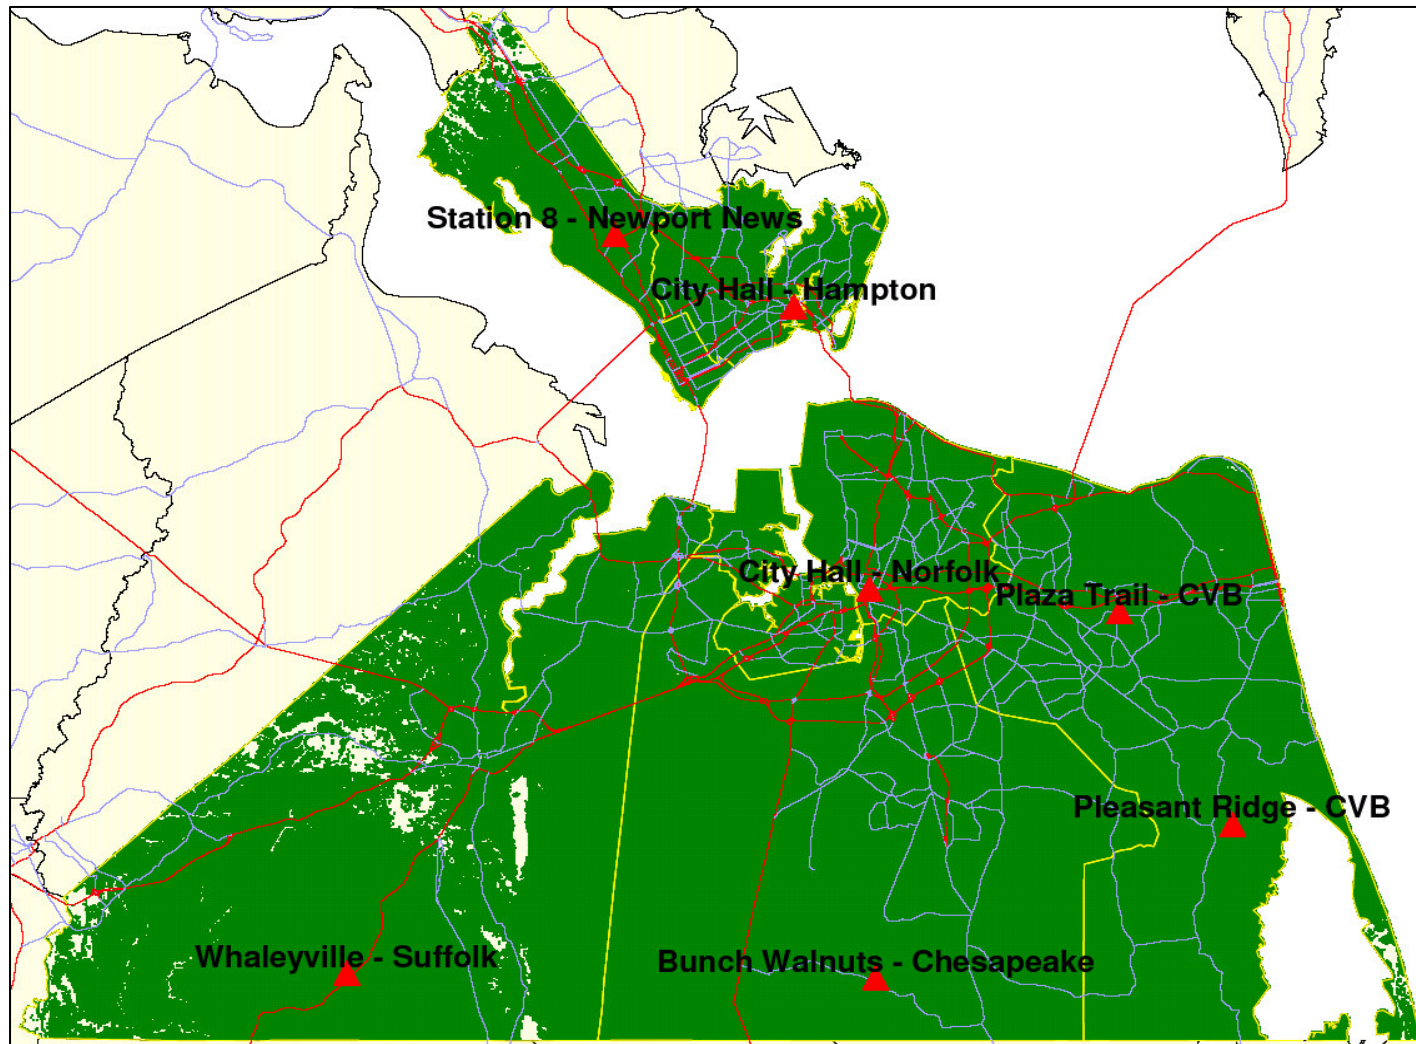 Station 8 - Newport News
City Hall - Hampton
City Hall - Norfolk
Plaza Trail - CVB
Pleasant Ridge - CVB
Whaleyville - Suffolk
Bunch Walnuts - Chesapeake